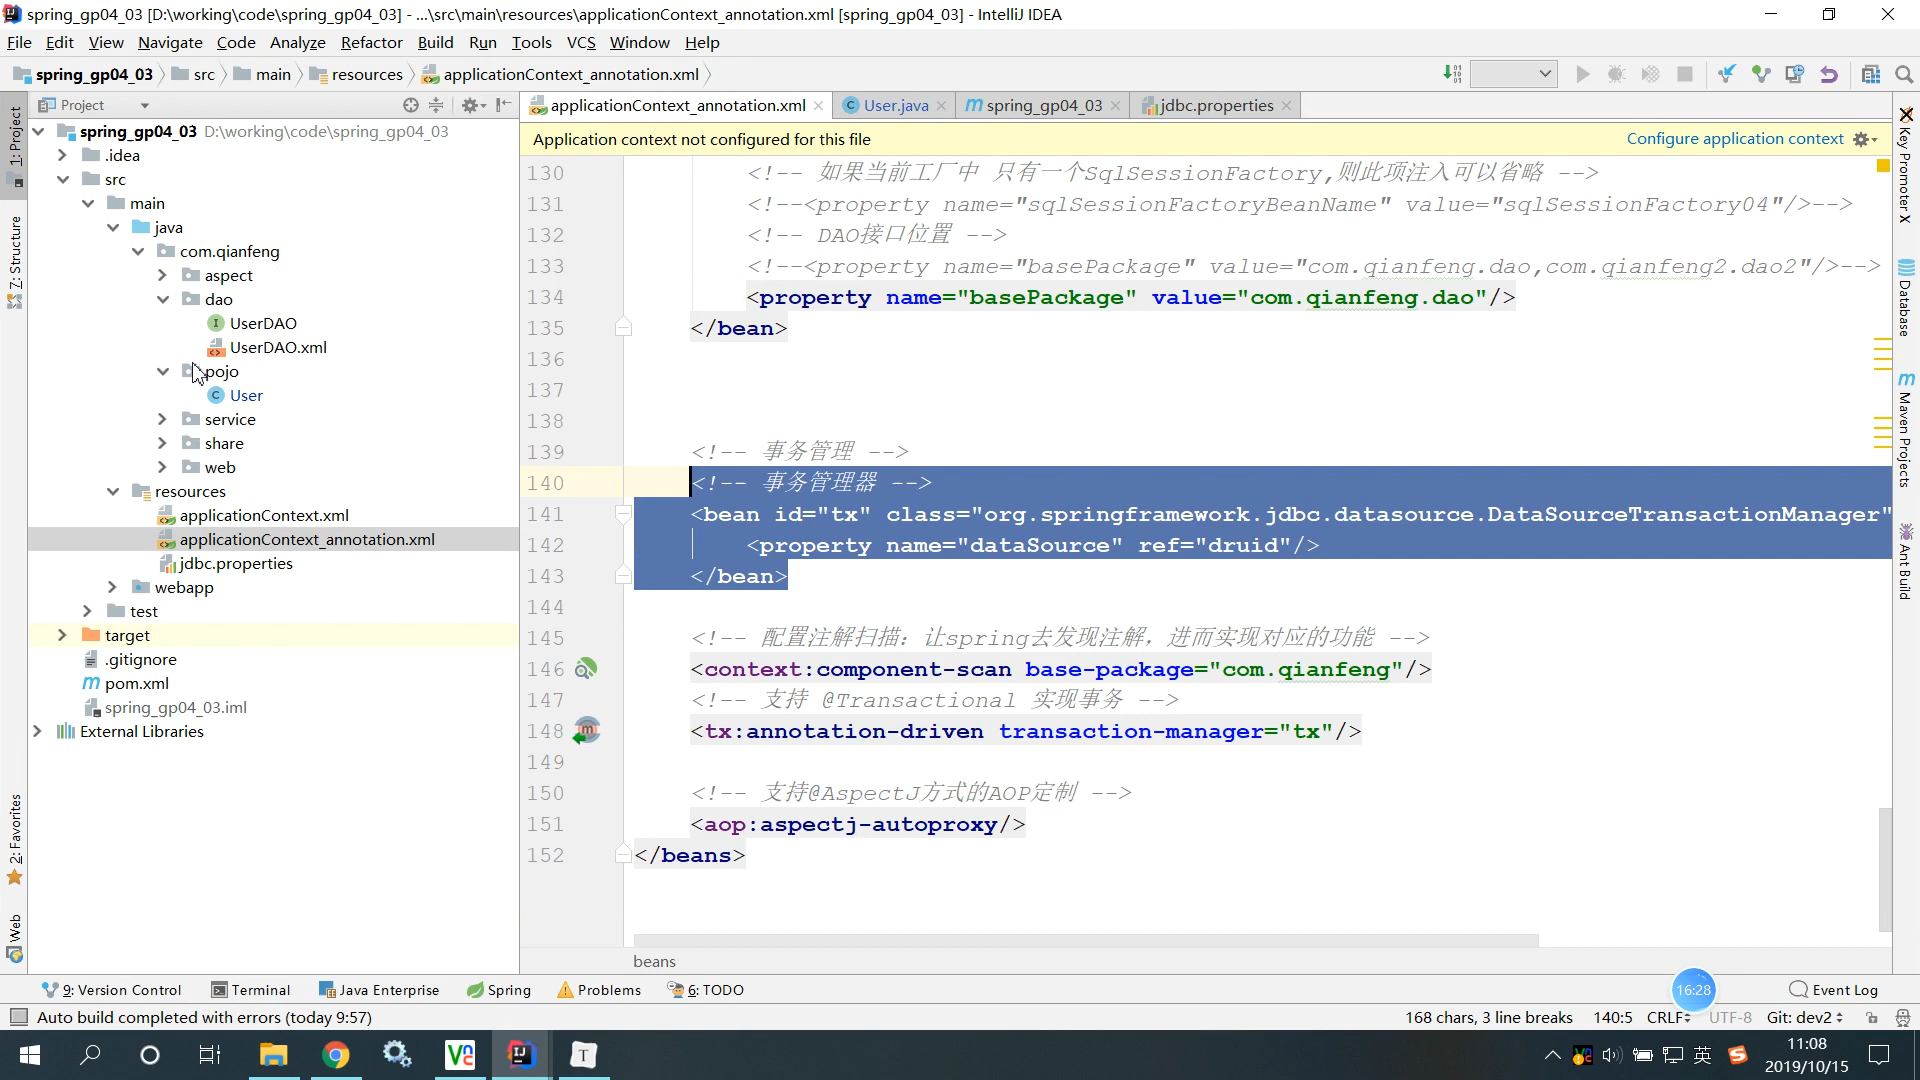 spring_gp04_03 [D:\working\code\spring_gp04_03] - ...\src\main\resources\applicationContext_annotation.xml [spring_gp04_03] - IntelliJ IDEA
File Edit View Navigate Code Analyze Refactor Build Run Tools VCS Window Help
spring_gp04_03 src main resources applicationContext_annotation.xml
Project
applicationContext_annotation.xml User.java spring_gp04_03 jdbc.properties
Application context not configured for this file Configure application context
1: Project
7: Structure
2: Favorites
Web
spring_gp04_03 D:\working\code\spring_gp04_03
.idea
src
main
java
com.qianfeng
aspect
dao
UserDAO
UserDAO.xml
pojo
User
service
share
web
resources
applicationContext.xml
applicationContext_annotation.xml
jdbc.properties
webapp
test
target
.gitignore
pom.xml
spring_gp04_03.iml
External Libraries
130 <!-- 如果当前工厂中 只有一个SqlSessionFactory,则此项注入可以省略 -->
131 <!--<property name="sqlSessionFactoryBeanName" value="sqlSessionFactory04"/>-->
132 <!-- DAO接口位置 -->
133 <!--<property name="basePackage" value="com.qianfeng.dao,com.qianfeng2.dao2"/>-->
134 <property name="basePackage" value="com.qianfeng.dao"/>
135 </bean>
136
137
138
139 <!-- 事务管理 -->
140 <!-- 事务管理器 -->
141 <bean id="tx" class="org.springframework.jdbc.datasource.DataSourceTransactionManager"
142 <property name="dataSource" ref="druid"/>
143 </bean>
144
145 <!-- 配置注解扫描：让spring去发现注解，进而实现对应的功能 -->
146 <context:component-scan base-package="com.qianfeng"/>
147 <!-- 支持 @Transactional 实现事务 -->
148 <tx:annotation-driven transaction-manager="tx"/>
149
150 <!-- 支持@AspectJ方式的AOP定制 -->
151 <aop:aspectj-autoproxy/>
152 </beans>
beans
Key Promoter X
Database
Maven Projects
Ant Build
9: Version Control Terminal Java Enterprise Spring Problems 6: TODO 16:28 Event Log
Auto build completed with errors (today 9:57) 168 chars, 3 line breaks 140:5 CRLF UTF-8 Git: dev2
英 11:08
2019/10/15